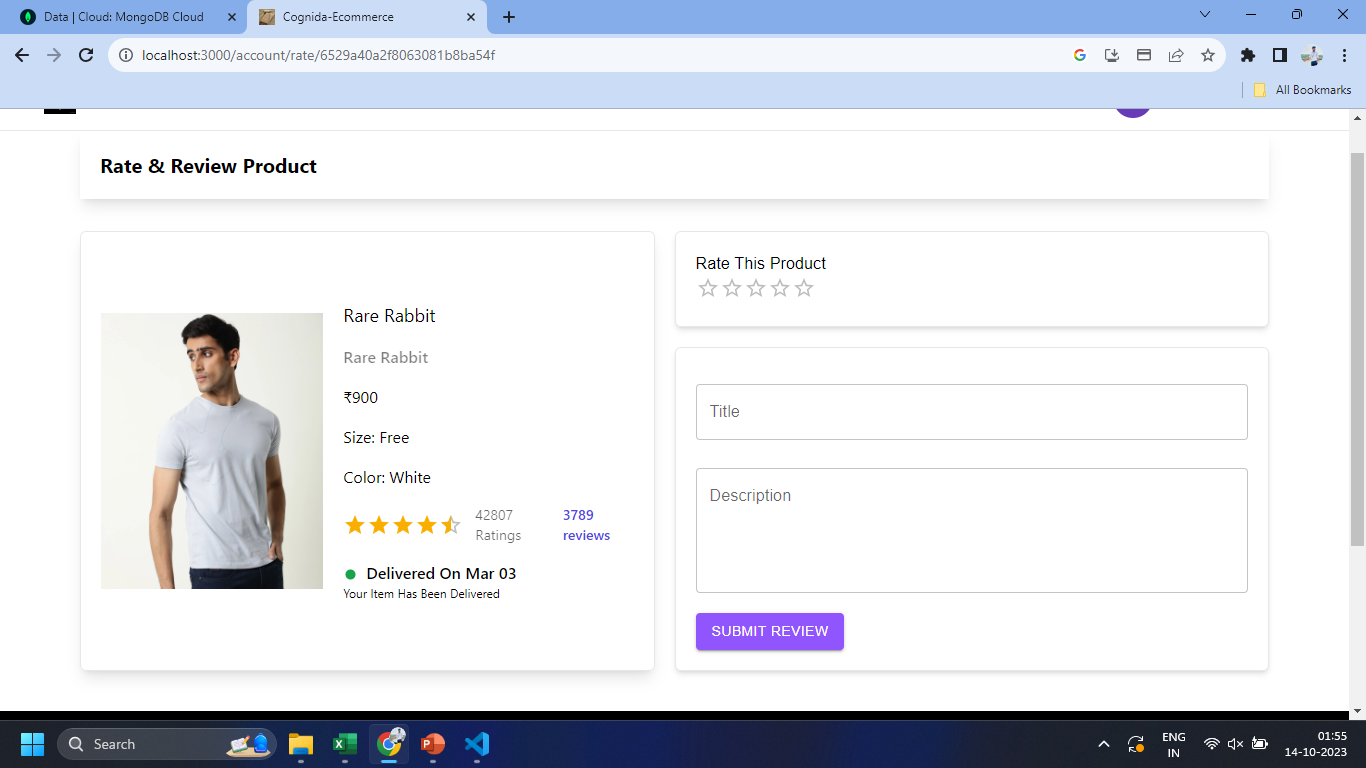 Data | Cloud: MongoDB Cloud
Cognida-Ecommerce
localhost:3000/account/rate/6529a40a2f8063081b8ba54f
All Bookmarks
Rate & Review Product
Rare Rabbit
Rare Rabbit
₹900
Size: Free
Color: White
42807
Ratings
3789
reviews
Delivered On Mar 03
Your Item Has Been Delivered
Rate This Product
Title
Description
SUBMIT REVIEW
Search
ENG
IN
01:55
14-10-2023